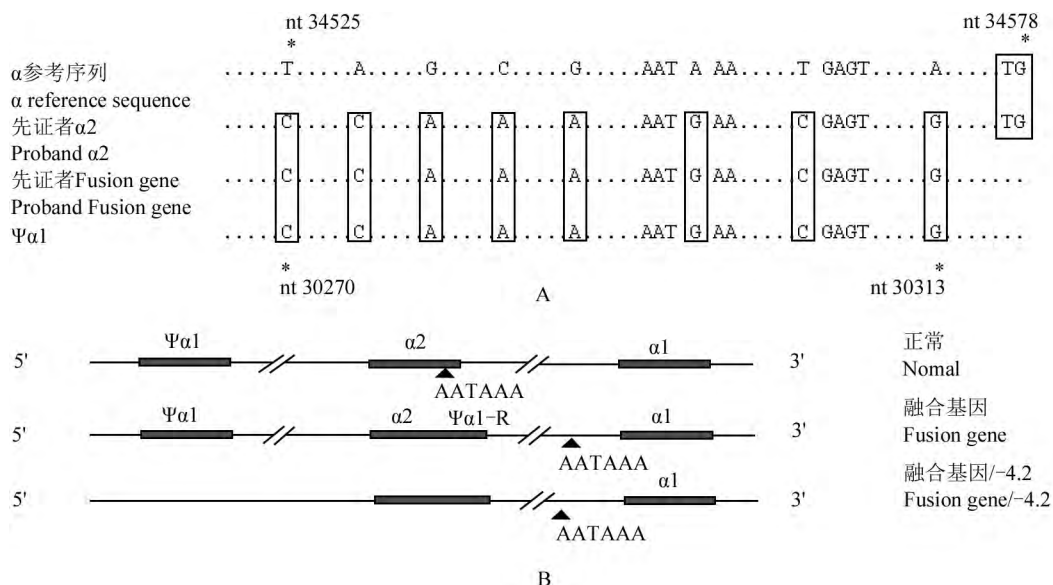 nt 34525 nt 34578
* *
α参考序列 .....T.....A.....G.....C.....G.....AAT A AA.....T GAGT.....A......TG
α reference sequence
先证者α2 .....C.....C.....A.....A.....A.....AAT G AA.....C GAGT.....G......TG
Proband α2
先证者Fusion gene .....C.....C.....A.....A.....A.....AAT G AA.....C GAGT.....G........
Proband Fusion gene
Ψα1 .....C.....C.....A.....A.....A.....AAT G AA.....C GAGT.....G........
* *
nt 30270 nt 30313
A
5' Ψα1 α2 α1 3' 正常
AATAAA Nomal
5' Ψα1 α2 Ψα1-R α1 3' 融合基因
AATAAA Fusion gene
5' α1 3' 融合基因/-4.2
AATAAA Fusion gene/-4.2
B